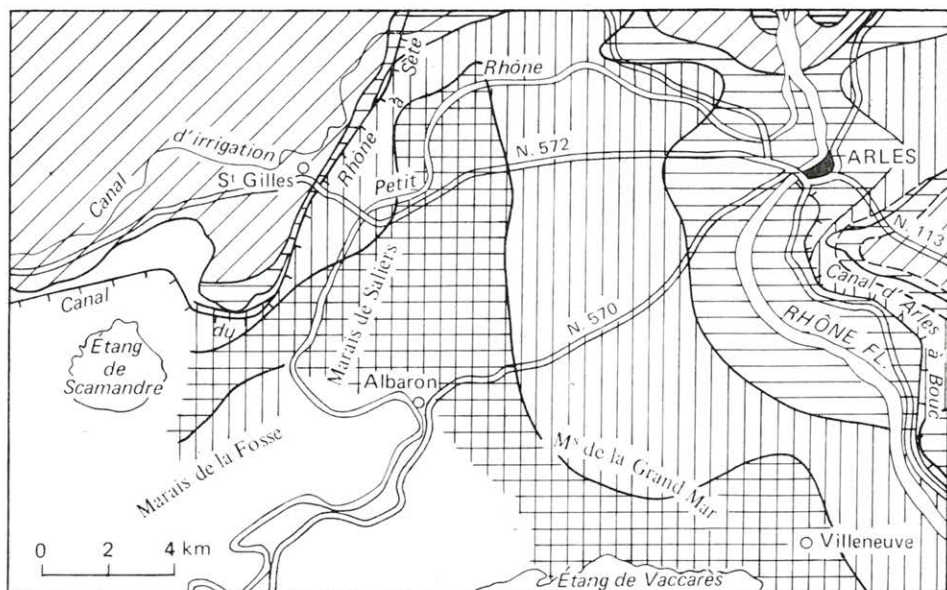 Rhône
à
Sète
Rhône
d'irrigation
Canal
St Gilles
Petit
N. 572
ARLES
N. 113
Canal d'Arles à Bouc
RHÔNE FL.
Canal
du
Étang
de
Scamandre
Marais de Saliers
N. 570
Albaron
Marais de la Fosse
Ms de la Grand Mar
Villeneuve
0 2 4 km
Étang de Vaccarès